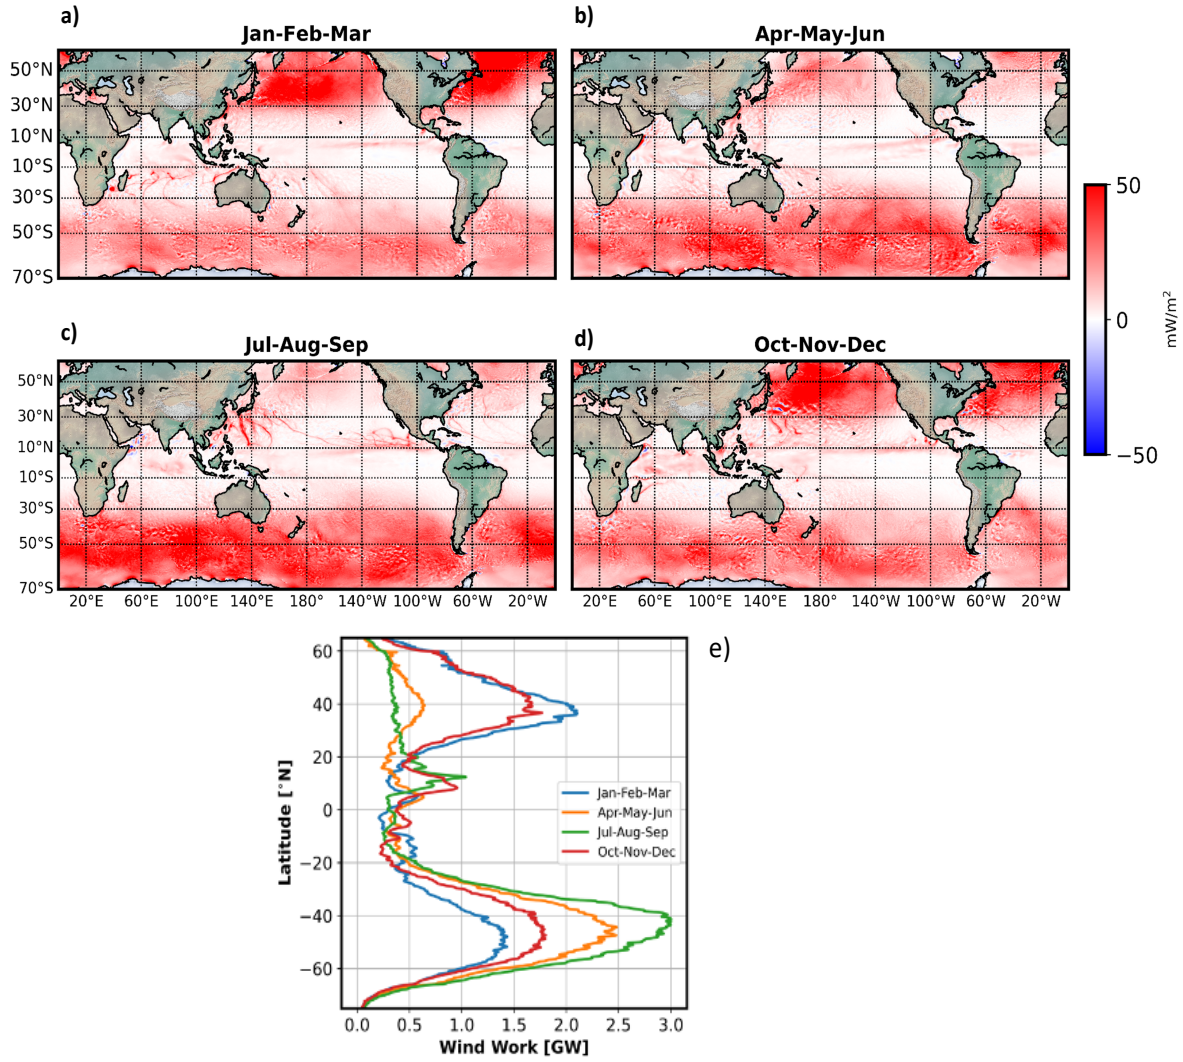 a)
Jan-Feb-Mar
50°N
30°N
10°N
10°S
30°S
50°S
70°S
b)
Apr-May-Jun
50
0
−50
mW/m²
c)
Jul-Aug-Sep
50°N
30°N
10°N
10°S
30°S
50°S
70°S
20°E 60°E 100°E 140°E 180° 140°W 100°W 60°W 20°W
d)
Oct-Nov-Dec
20°E 60°E 100°E 140°E 180° 140°W 100°W 60°W 20°W
e)
Latitude [°N]
60
40
20
0
−20
−40
−60
Jan-Feb-Mar
Apr-May-Jun
Jul-Aug-Sep
Oct-Nov-Dec
0.0 0.5 1.0 1.5 2.0 2.5 3.0
Wind Work [GW]